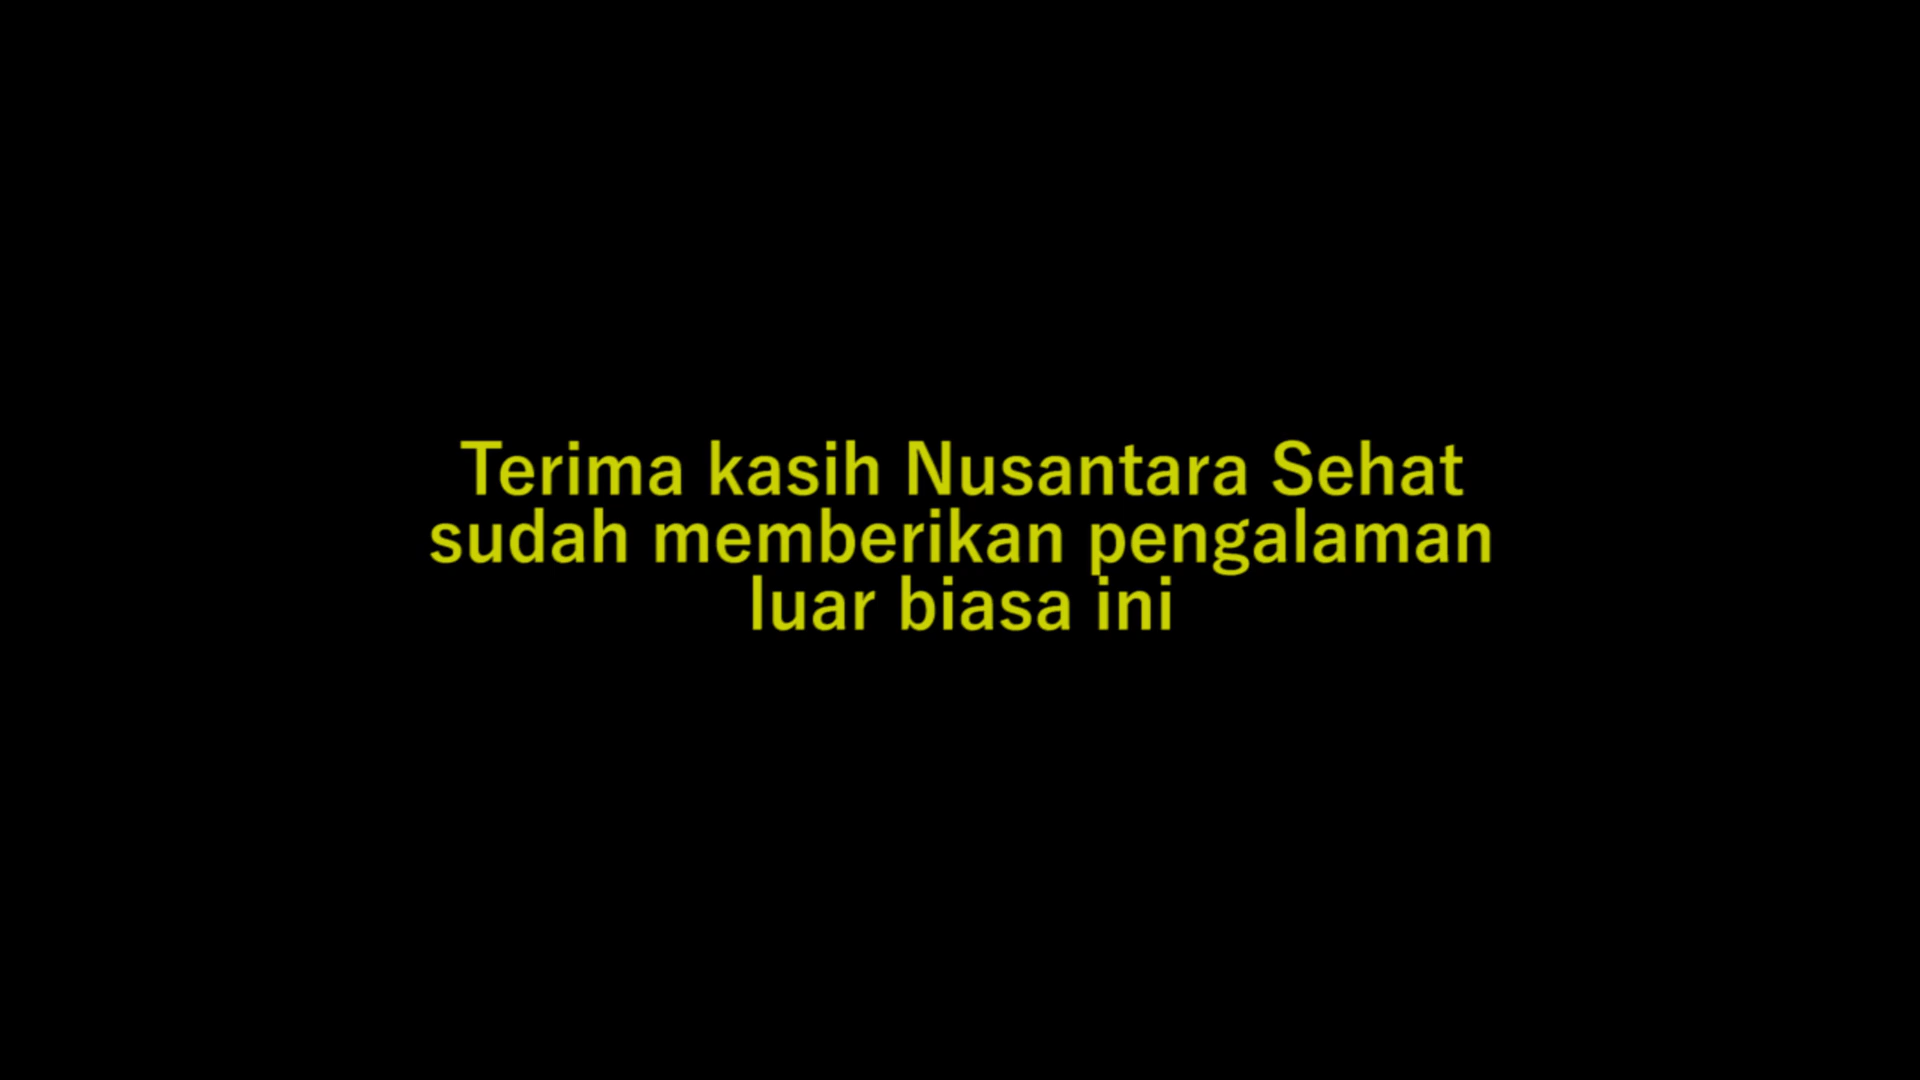 Terima kasih Nusantara Sehat
sudah memberikan pengalaman
luar biasa ini